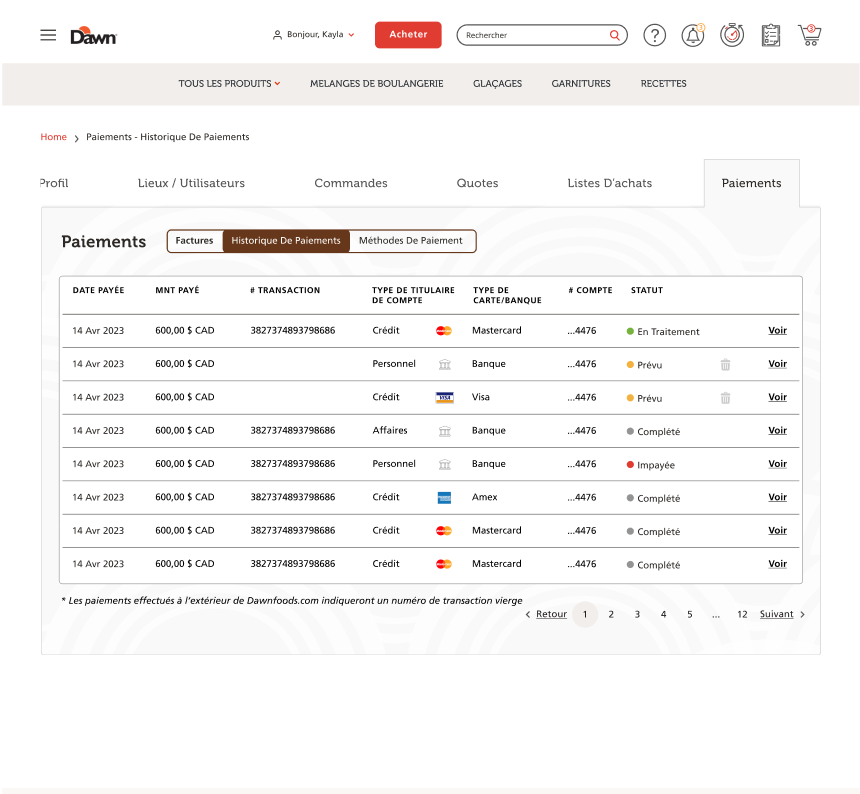 Dawn
Bonjour, Kayla
Acheter
Rechercher
?
1
3
TOUS LES PRODUITS MELANGES DE BOULANGERIE GLAÇAGES GARNITURES RECETTES
Home > Paiements - Historique De Paiements
Profil Lieux / Utilisateurs Commandes Quotes Listes D'achats Paiements
Paiements Factures Historique De Paiements Méthodes De Paiement
DATE PAYÉE MNT PAYÉ # TRANSACTION TYPE DE TITULAIRE DE COMPTE TYPE DE CARTE/BANQUE # COMPTE STATUT
14 Avr 2023 600,00 $ CAD 3827374893798686 Crédit Mastercard ...4476 En Traitement Voir
14 Avr 2023 600,00 $ CAD Personnel Banque ...4476 Prévu Voir
14 Avr 2023 600,00 $ CAD Crédit VISA Visa ...4476 Prévu Voir
14 Avr 2023 600,00 $ CAD 3827374893798686 Affaires Banque ...4476 Complété Voir
14 Avr 2023 600,00 $ CAD 3827374893798686 Personnel Banque ...4476 Impayée Voir
14 Avr 2023 600,00 $ CAD 3827374893798686 Crédit Amex ...4476 Complété Voir
14 Avr 2023 600,00 $ CAD 3827374893798686 Crédit Mastercard ...4476 Complété Voir
14 Avr 2023 600,00 $ CAD 3827374893798686 Crédit Mastercard ...4476 Complété Voir
* Les paiements effectués à l'extérieur de Dawnfoods.com indiqueront un numéro de transaction vierge
< Retour 1 2 3 4 5 ... 12 Suivant >